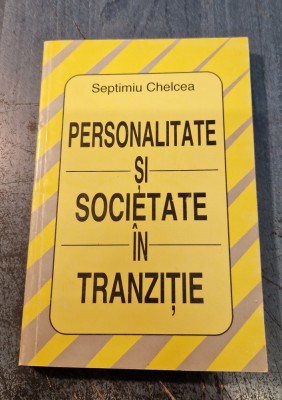 Septimiu Chelcea
PERSONALITATE
ȘI
SOCIETATE
ÎN
TRANZIȚIE